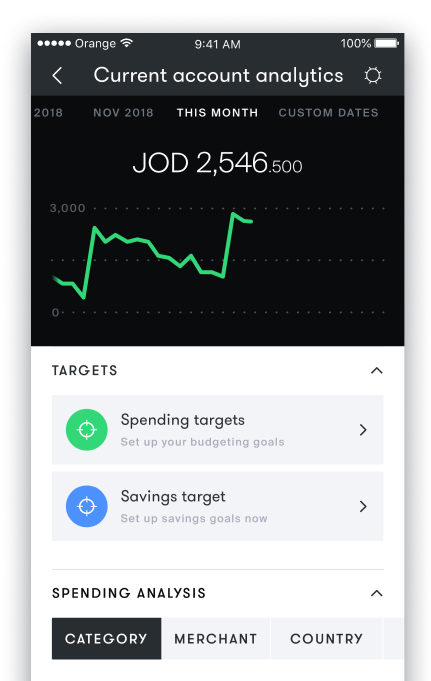 Orange 9:41 AM 100%
Current account analytics
2018 NOV 2018 THIS MONTH CUSTOM DATES
JOD 2,546.500
3,000
0
TARGETS
Spending targets
Set up your budgeting goals
Savings target
Set up savings goals now
SPENDING ANALYSIS
CATEGORY MERCHANT COUNTRY